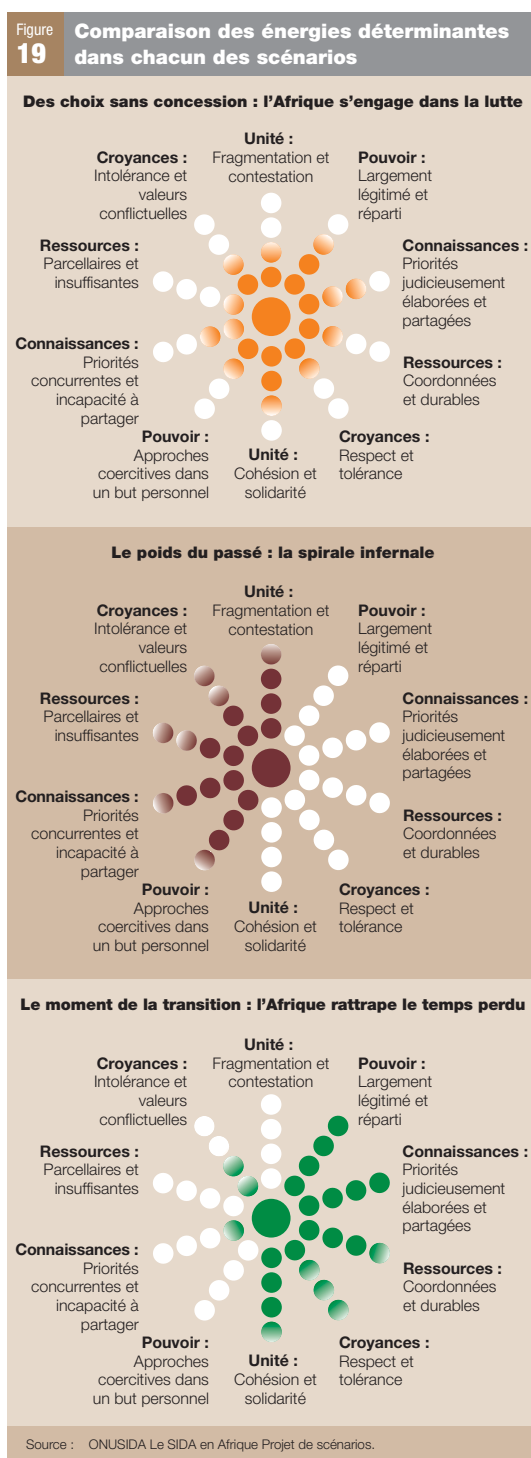 Figure
19
Comparaison des énergies déterminantes
dans chacun des scénarios
Des choix sans concession : l'Afrique s'engage dans la lutte
Unité :
Fragmentation et
contestation
Croyances :
Intolérance et
valeurs
conflictuelles
Pouvoir :
Largement
légitimé et
réparti
Ressources :
Parcellaires et
insuffisantes
Connaissances :
Priorités
judicieusement
élaborées et
partagées
Connaissances :
Priorités
concurrentes et
incapacité à
partager
Ressources :
Coordonnées
et durables
Pouvoir :
Approches
coercitives dans
un but personnel
Unité :
Cohésion et
solidarité
Croyances :
Respect et
tolérance
Le poids du passé : la spirale infernale
Unité :
Fragmentation et
contestation
Croyances :
Intolérance et
valeurs
conflictuelles
Pouvoir :
Largement
légitimé et
réparti
Ressources :
Parcellaires et
insuffisantes
Connaissances :
Priorités
judicieusement
élaborées et
partagées
Connaissances :
Priorités
concurrentes et
incapacité à
partager
Ressources :
Coordonnées
et durables
Pouvoir :
Approches
coercitives dans
un but personnel
Unité :
Cohésion et
solidarité
Croyances :
Respect et
tolérance
Le moment de la transition : l'Afrique rattrape le temps perdu
Unité :
Fragmentation et
contestation
Croyances :
Intolérance et
valeurs
conflictuelles
Pouvoir :
Largement
légitimé et
réparti
Ressources :
Parcellaires et
insuffisantes
Connaissances :
Priorités
judicieusement
élaborées et
partagées
Connaissances :
Priorités
concurrentes et
incapacité à
partager
Ressources :
Coordonnées
et durables
Pouvoir :
Approches
coercitives dans
un but personnel
Unité :
Cohésion et
solidarité
Croyances :
Respect et
tolérance
Source : ONUSIDA Le SIDA en Afrique Projet de scénarios.